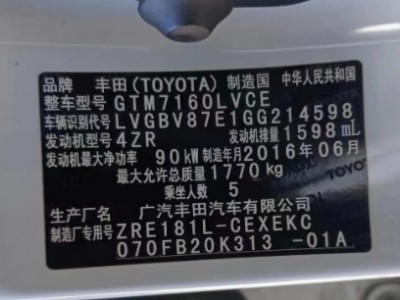 品牌 丰田(TOYOTA) 制造国 中华人民共和国
整车型号 GTM7160LVCE
车辆识别代号 LVGBV87E1GG214598
发动机型号 4ZR 发动机排量 1598 mL
发动机最大净功率 90 kW 制造年月 2016年06月
最大允许总质量 1770 kg
乘坐人数 5
生产厂名 广汽丰田汽车有限公司
制造厂专用号 ZRE181L-CEXEKC
070FB20K313 -01A